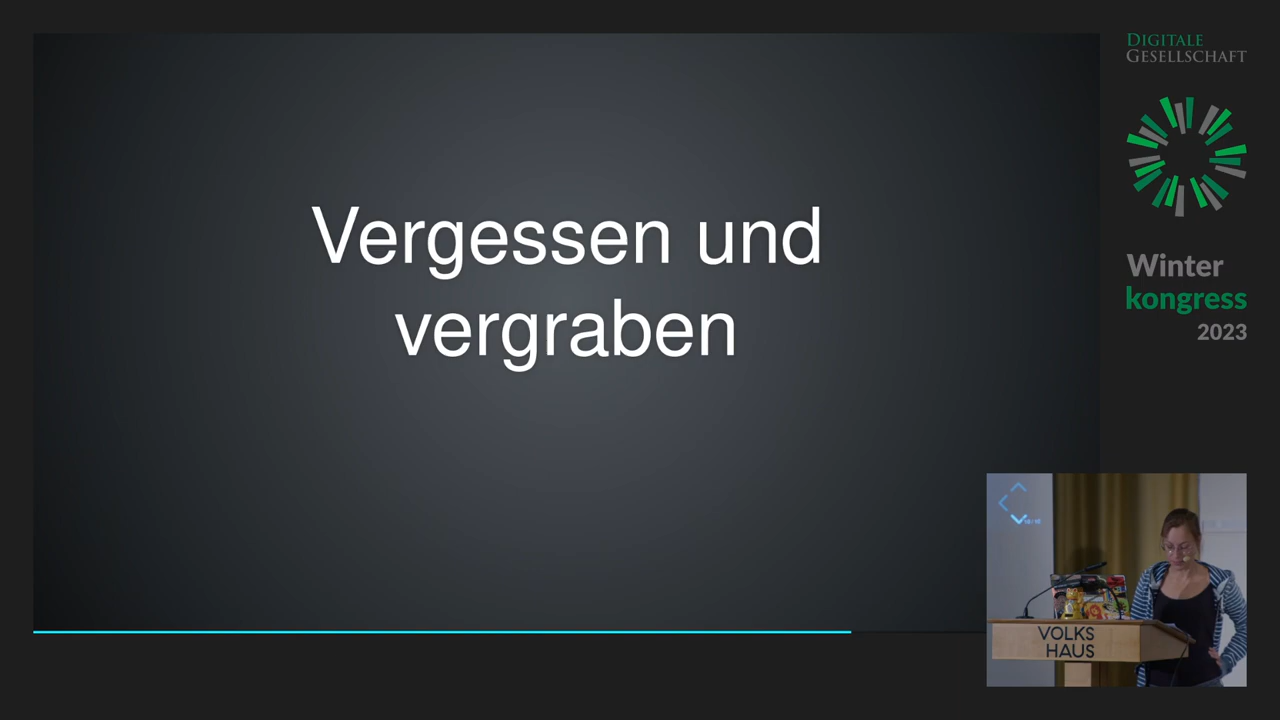 DIGITALE
GESELLSCHAFT
Vergessen und
vergraben
Winter
kongress
2023
VOLKS
HAUS